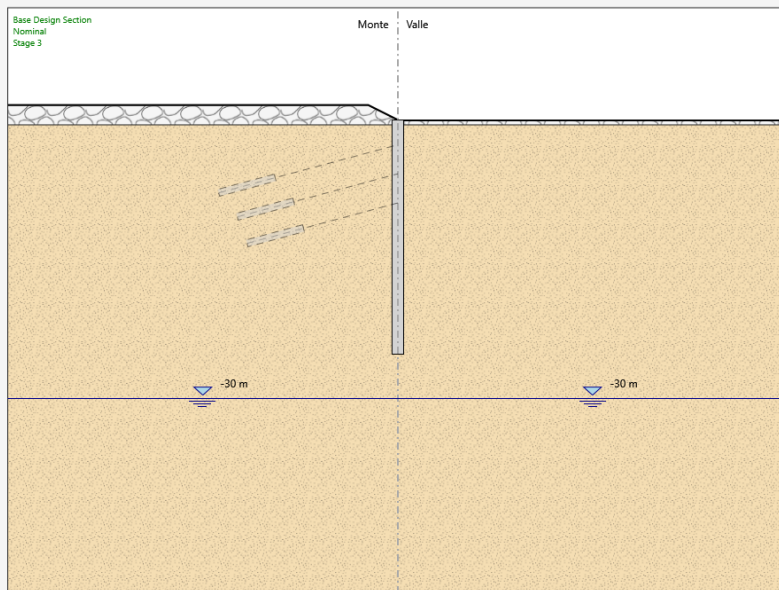 Base Design Section
Nominal
Stage 3
Monte
Valle
-30 m
-30 m